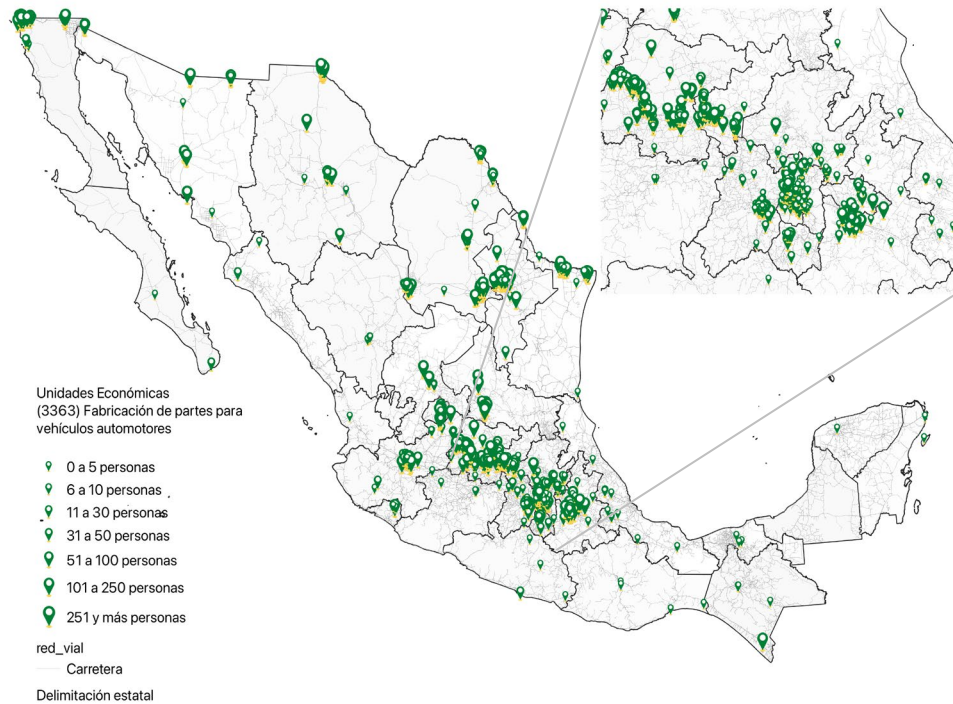 Unidades Económicas
(3363) Fabricación de partes para
vehículos automotores
0 a 5 personas
6 a 10 personas
11 a 30 personas
31 a 50 personas
51 a 100 personas
101 a 250 personas
251 y más personas
red_vial
Carretera
Delimitación estatal